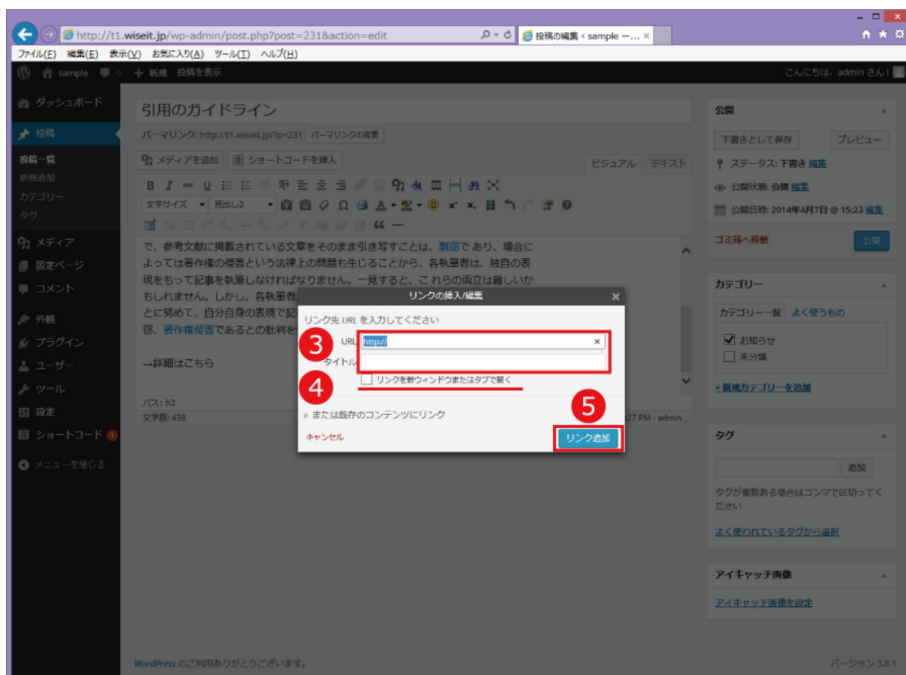 http://t1.wiseit.jp/wp-admin/post.php?post=231&action=edit
投稿の編集 ‹ sample —... ×
ファイル(F) 編集(E) 表示(V) お気に入り(A) ツール(T) ヘルプ(H)
sample 0 + 新規 投稿を表示
こんにちは、admin さん!
ダッシュボード
投稿
投稿一覧
新規追加
カテゴリー
タグ
メディア
固定ページ
コメント
外観
プラグイン
ユーザー
ツール
設定
ショートコード
メニューを閉じる
引用のガイドライン
パーマリンク: http://t1.wiseit.jp/?p=231 パーマリンクの変更
メディアを追加 ショートコードを挿入
ビジュアル テキスト
文字サイズ 見出し2
で、参考文献に掲載されている文章をそのまま引き写すことは、剽窃であり、場合に
よっては著作権の侵害という法律上の問題も生じることから、各執筆者は、独自の表
現をもって記事を執筆しなければなりません。一見すると、これらの両立は難しいか
もしれません。しかし、各執筆者
とに努めて、自分自身の表現で記
窃、著作権侵害であるとの批判を
→詳細はこちら
パス: h2
文字数: 438
27 PM - admin
リンクの挿入/編集 ×
リンク先 URL を入力してください
3
URL http:// ×
タイトル
4
リンクを新ウィンドウまたはタブで開く
5
または既存のコンテンツにリンク
キャンセル
リンク追加
公開
下書きとして保存 プレビュー
ステータス: 下書き 編集
公開状態: 公開 編集
公開日時: 2014年4月7日 @ 15:23 編集
ゴミ箱へ移動 公開
カテゴリー
カテゴリー一覧 よく使うもの
お知らせ
未分類
+ 新規カテゴリーを追加
タグ
追加
タグが複数ある場合はコンマで区切ってく
ださい
よく使われているタグから選択
アイキャッチ画像
アイキャッチ画像を設定
WordPress のご利用ありがとうございます。
バージョン 3.8.1